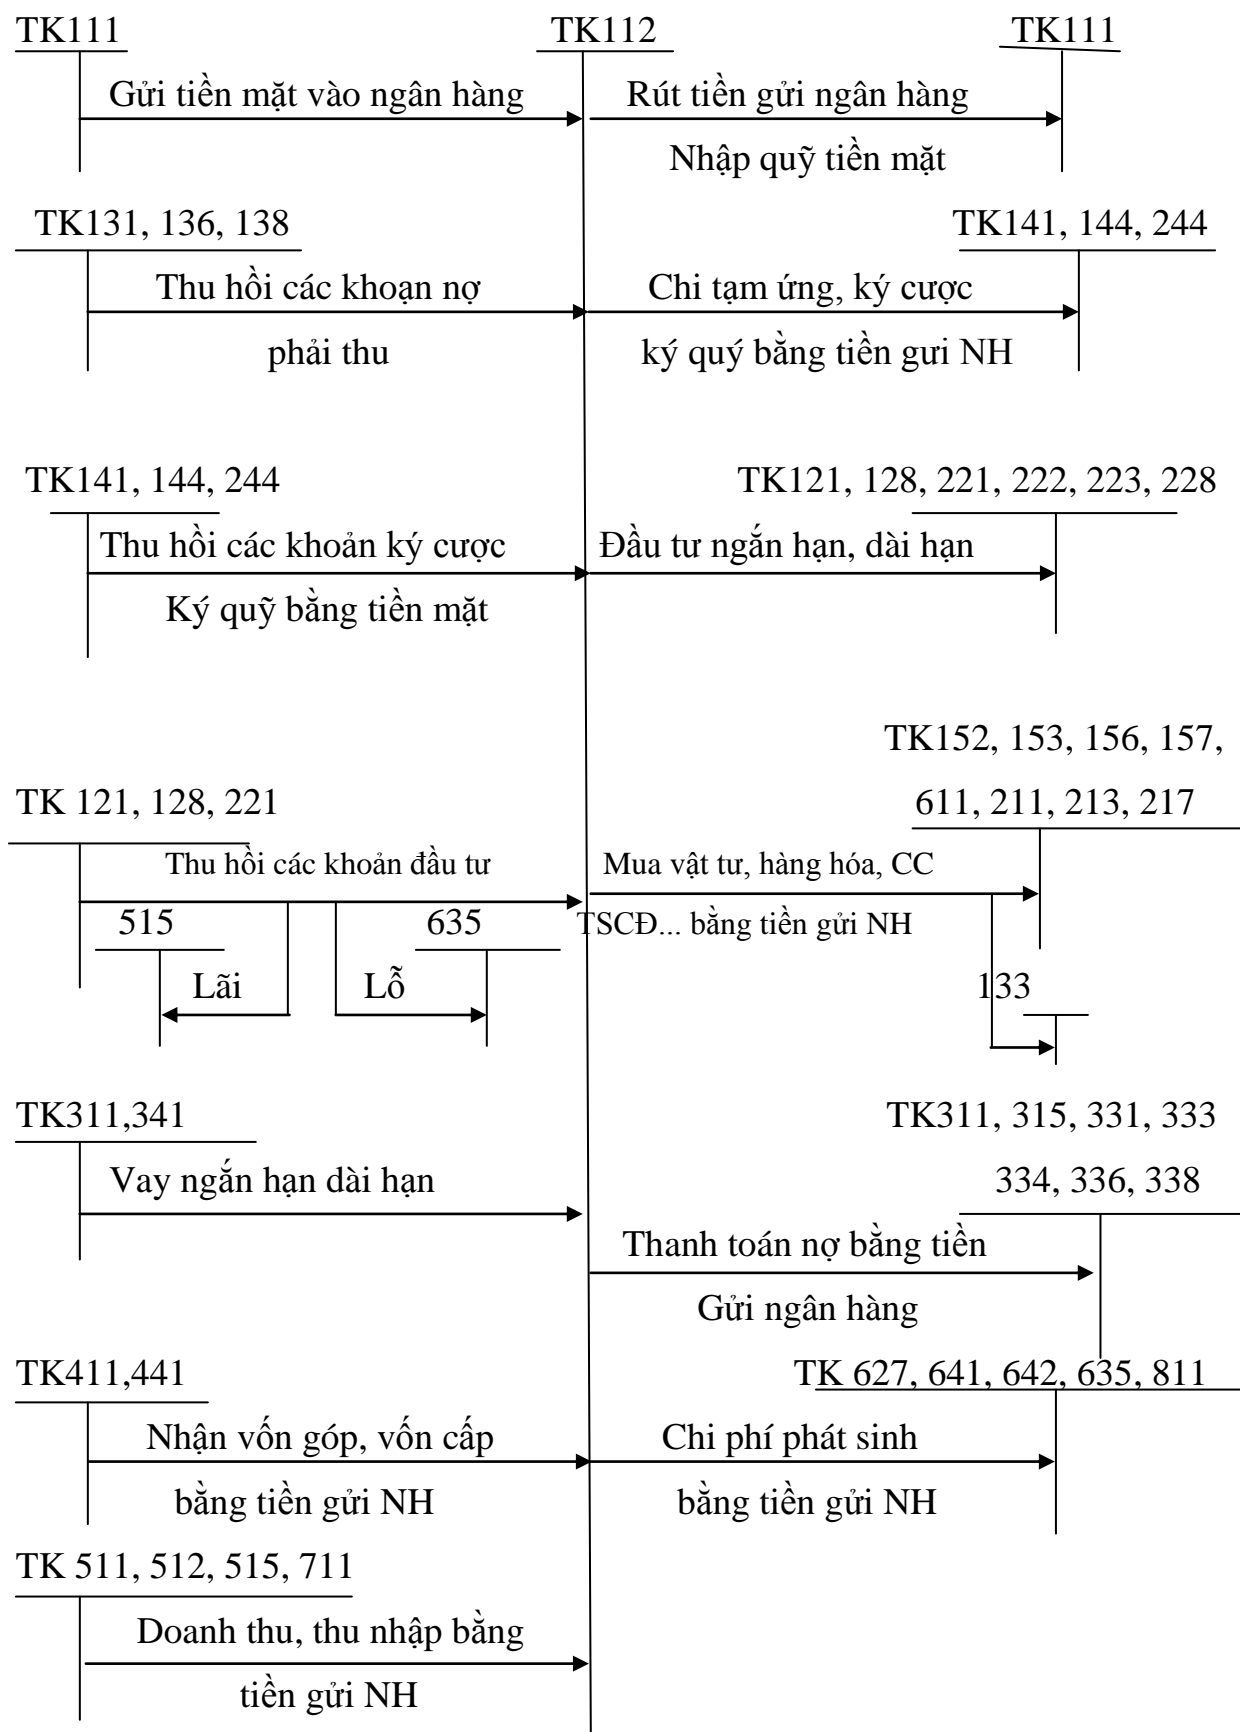 TK111 TK112 TK111
Gửi tiền mặt vào ngân hàng Rút tiền gửi ngân hàng
Nhập quỹ tiền mặt
TK131, 136, 138 TK141, 144, 244
Thu hồi các khoạn nợ Chi tạm ứng, ký cược
phải thu ký quý bằng tiền gưi NH
TK141, 144, 244 TK121, 128, 221, 222, 223, 228
Thu hồi các khoản ký cược Đầu tư ngắn hạn, dài hạn
Ký quỹ bằng tiền mặt
TK152, 153, 156, 157,
TK 121, 128, 221 611, 211, 213, 217
Thu hồi các khoản đầu tư Mua vật tư, hàng hóa, CC
515 635 TSCĐ... bằng tiền gửi NH
Lãi Lỗ 133
TK311,341 TK311, 315, 331, 333
Vay ngắn hạn dài hạn 334, 336, 338
Thanh toán nợ bằng tiền
Gửi ngân hàng
TK411,441 TK 627, 641, 642, 635, 811
Nhận vốn góp, vốn cấp Chi phí phát sinh
bằng tiền gửi NH bằng tiền gửi NH
TK 511, 512, 515, 711
Doanh thu, thu nhập bằng
tiền gửi NH